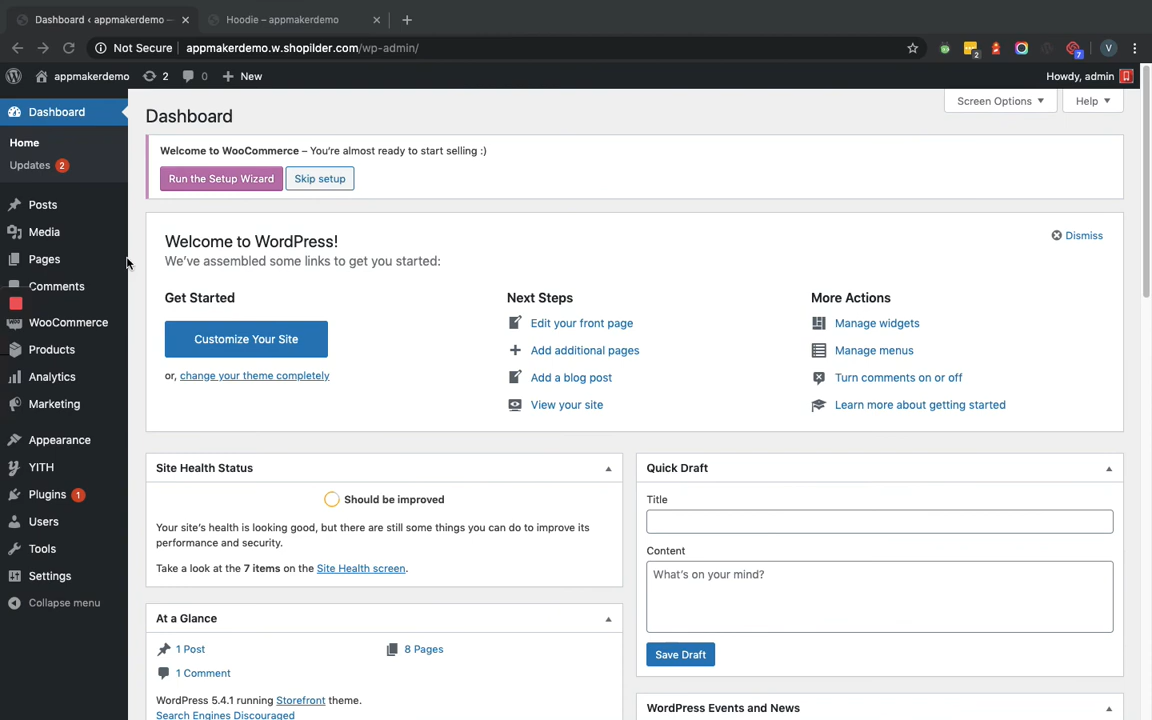 Dashboard ‹ appmakerdemo —
Hoodie – appmakerdemo
Not Secure
appmakerdemo.w.shopilder.com/wp-admin/
2
7
V
appmakerdemo
2
0
New
Howdy, admin
Dashboard
Home
Updates 2
Posts
Media
Pages
Comments
WooCommerce
Products
Analytics
Marketing
Appearance
YITH
Plugins 1
Users
Tools
Settings
Collapse menu
Dashboard
Screen Options
Help
Welcome to WooCommerce – You're almost ready to start selling :)
Run the Setup Wizard
Skip setup
Welcome to WordPress!
We've assembled some links to get you started:
Dismiss
Get Started
Customize Your Site
or, change your theme completely
Next Steps
Edit your front page
Add additional pages
Add a blog post
View your site
More Actions
Manage widgets
Manage menus
Turn comments on or off
Learn more about getting started
Site Health Status
Should be improved
Your site's health is looking good, but there are still some things you can do to improve its
performance and security.
Take a look at the 7 items on the Site Health screen.
At a Glance
1 Post
8 Pages
1 Comment
WordPress 5.4.1 running Storefront theme.
Search Engines Discouraged
Quick Draft
Title
Content
What's on your mind?
Save Draft
WordPress Events and News